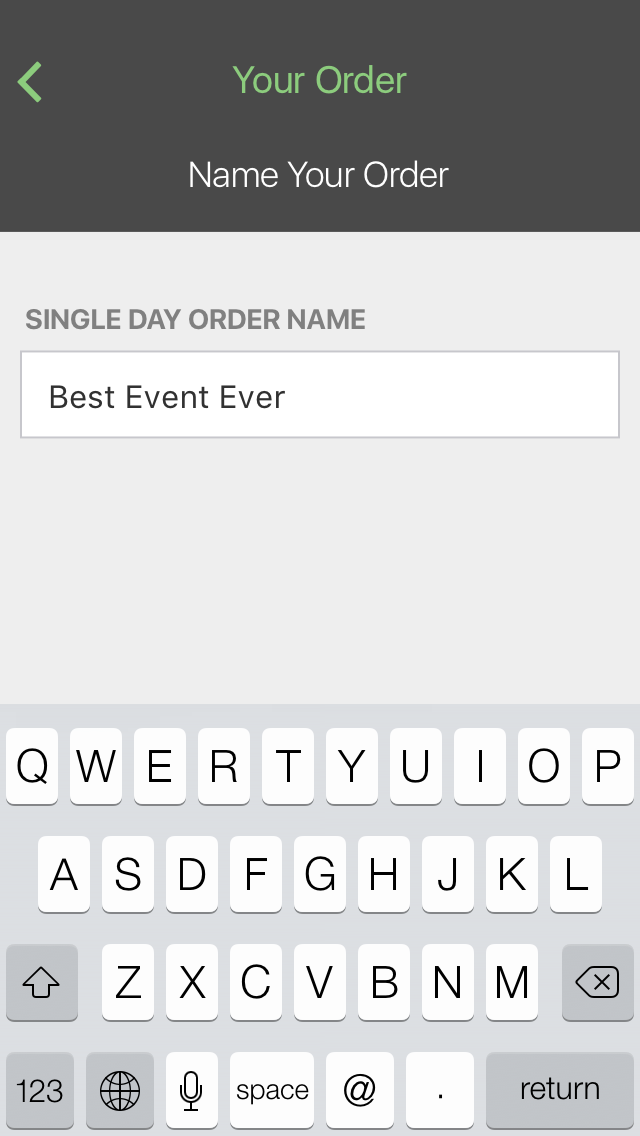 Your Order
Name Your Order
SINGLE DAY ORDER NAME
Best Event Ever
Q W E R T Y U I O P
A S D F G H J K L
Z X C V B N M
123 space @ . return